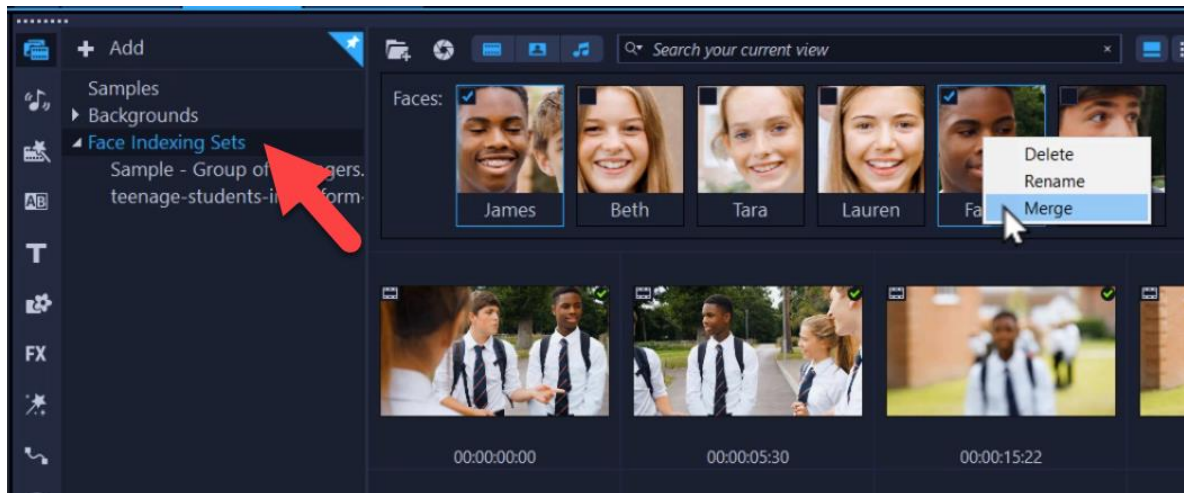 Add
Samples
Backgrounds
Face Indexing Sets
Sample - Group of gers.
teenage-students-in form-
AB
T
FX
Search your current view
Faces:
James
Beth
Tara
Lauren
Fa
Delete
Rename
Merge
00:00:00:00
00:00:05:30
00:00:15:22